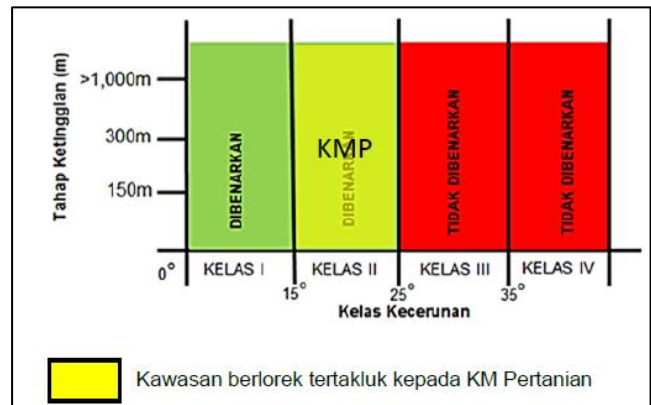 Tahap Ketinggian (m)
>1,000m
300m
150m
DIBENARKAN
KMP
DIBENARKAN
TIDAK DIBENARKAN
TIDAK DIBENARKAN
0°
KELAS I
KELAS II
KELAS III
KELAS IV
15°
25°
35°
Kelas Kecerunan
Kawasan berlorek tertakluk kepada KM Pertanian